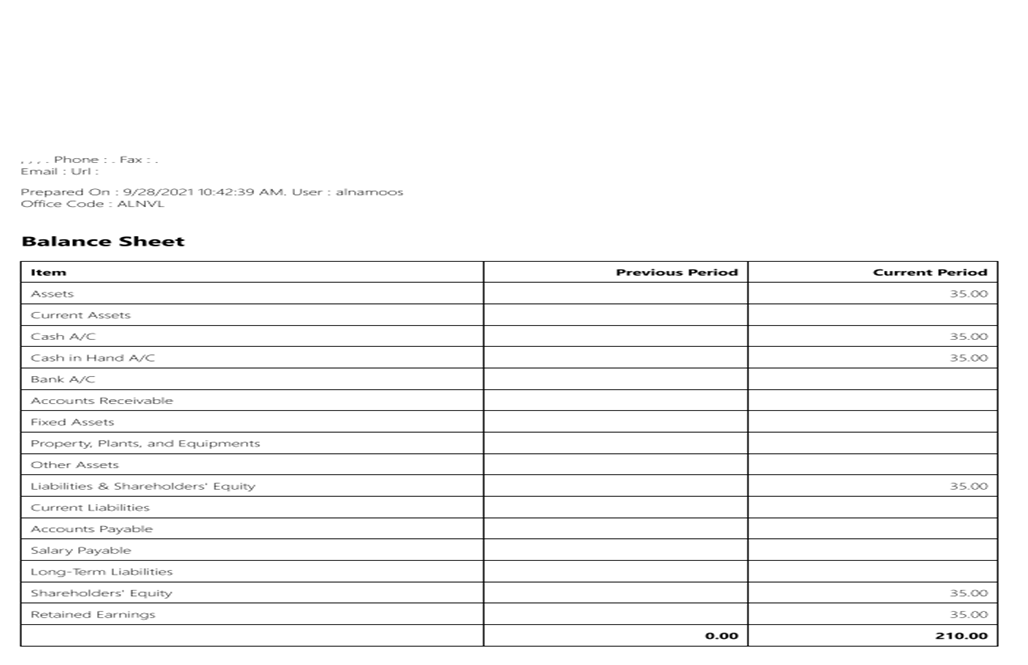 , , , . Phone : . Fax : .
Email : Url :
Prepared On : 9/28/2021 10:42:39 AM. User : alnamoos
Office Code : ALNVL
Balance Sheet
Item Previous Period Current Period
Assets 35.00
Current Assets
Cash A/C 35.00
Cash in Hand A/C 35.00
Bank A/C
Accounts Receivable
Fixed Assets
Property, Plants, and Equipments
Other Assets
Liabilities & Shareholders' Equity 35.00
Current Liabilities
Accounts Payable
Salary Payable
Long-Term Liabilities
Shareholders' Equity 35.00
Retained Earnings 35.00
0.00 210.00